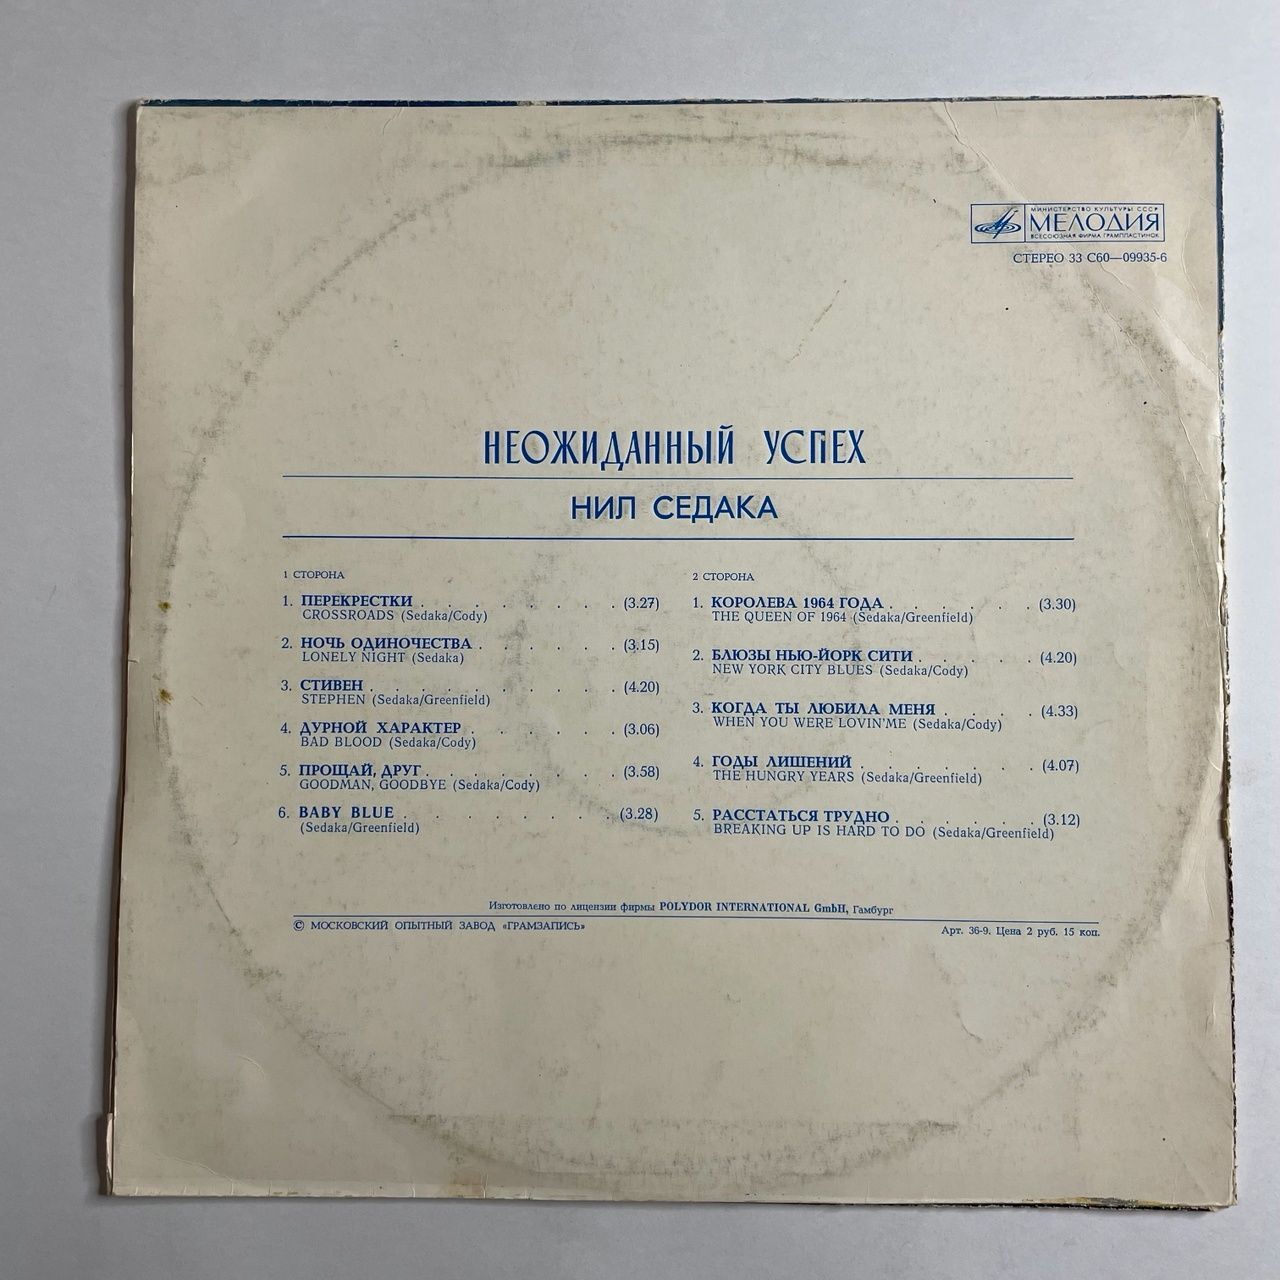 МИНИСТЕРСТВО КУЛЬТУРЫ СССР
МЕЛОДИЯ
ВСЕСОЮЗНАЯ ФИРМА ГРАМПЛАСТИНОК
СТЕРЕО 33 С60—09935-6
НЕОЖИДАННЫЙ УСПЕХ
НИЛ СЕДАКА
1 СТОРОНА
1. ПЕРЕКРЕСТКИ . . . . . . . . (3.27)
CROSSROADS (Sedaka/Cody)
2. НОЧЬ ОДИНОЧЕСТВА . . . . . . (3.15)
LONELY NIGHT (Sedaka)
3. СТИВЕН . . . . . . . . . . (4.20)
STEPHEN (Sedaka/Greenfield)
4. ДУРНОЙ ХАРАКТЕР . . . . . . (3.06)
BAD BLOOD (Sedaka/Cody)
5. ПРОЩАЙ, ДРУГ . . . . . . . . (3.58)
GOODMAN, GOODBYE (Sedaka/Cody)
6. BABY BLUE . . . . . . . . (3.28)
(Sedaka/Greenfield)
2 СТОРОНА
1. КОРОЛЕВА 1964 ГОДА . . . . . . (3.30)
THE QUEEN OF 1964 (Sedaka/Greenfield)
2. БЛЮЗЫ НЬЮ-ЙОРК СИТИ . . . . . (4.20)
NEW YORK CITY BLUES (Sedaka/Cody)
3. КОГДА ТЫ ЛЮБИЛА МЕНЯ . . . . (4.33)
WHEN YOU WERE LOVIN'ME (Sedaka/Cody)
4. ГОДЫ ЛИШЕНИЙ . . . . . . . (4.07)
THE HUNGRY YEARS (Sedaka/Greenfield)
5. РАССТАТЬСЯ ТРУДНО . . . . . . (3.12)
BREAKING UP IS HARD TO DO (Sedaka/Greenfield)
Изготовлено по лицензии фирмы POLYDOR INTERNATIONAL GmbH, Гамбург
© МОСКОВСКИЙ ОПЫТНЫЙ ЗАВОД «ГРАМЗАПИСЬ»
Арт. 36-9. Цена 2 руб. 15 коп.